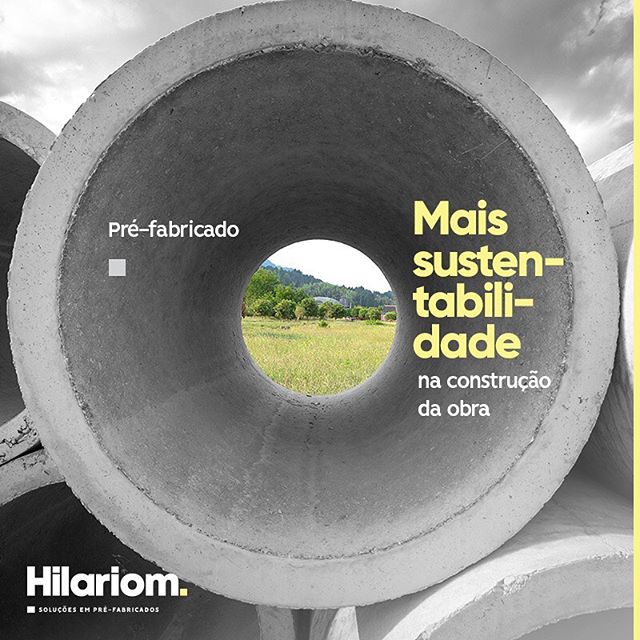 Pré-fabricado
Mais
susten-
tabili-
dade
na construção
da obra
Hilariom.
SOLUÇÕES EM PRÉ-FABRICADOS